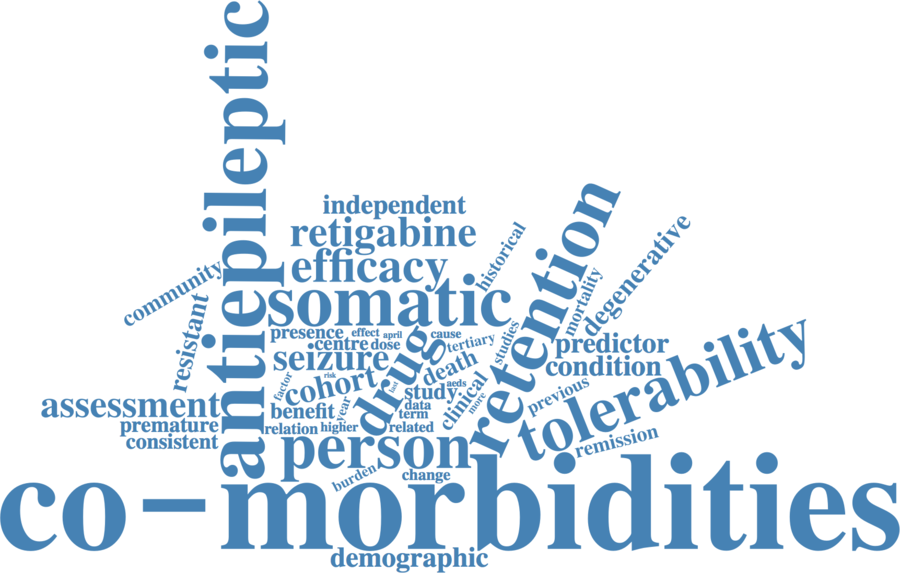 antiepileptic
independent
retigabine
efficacy
somatic
historical
retention
degenerative
mortality
community
resistant
presence
effect
april
cause
centre
dose
tertiary
studies
predictor
seizure
drug
condition
tolerability
factor
risk
cohort
last
death
aeds
study
clinical
more
previous
assessment
benefit
year
data
term
premature
relation
higher
related
consistent
remission
person
burden
change
co-morbidities
demographic